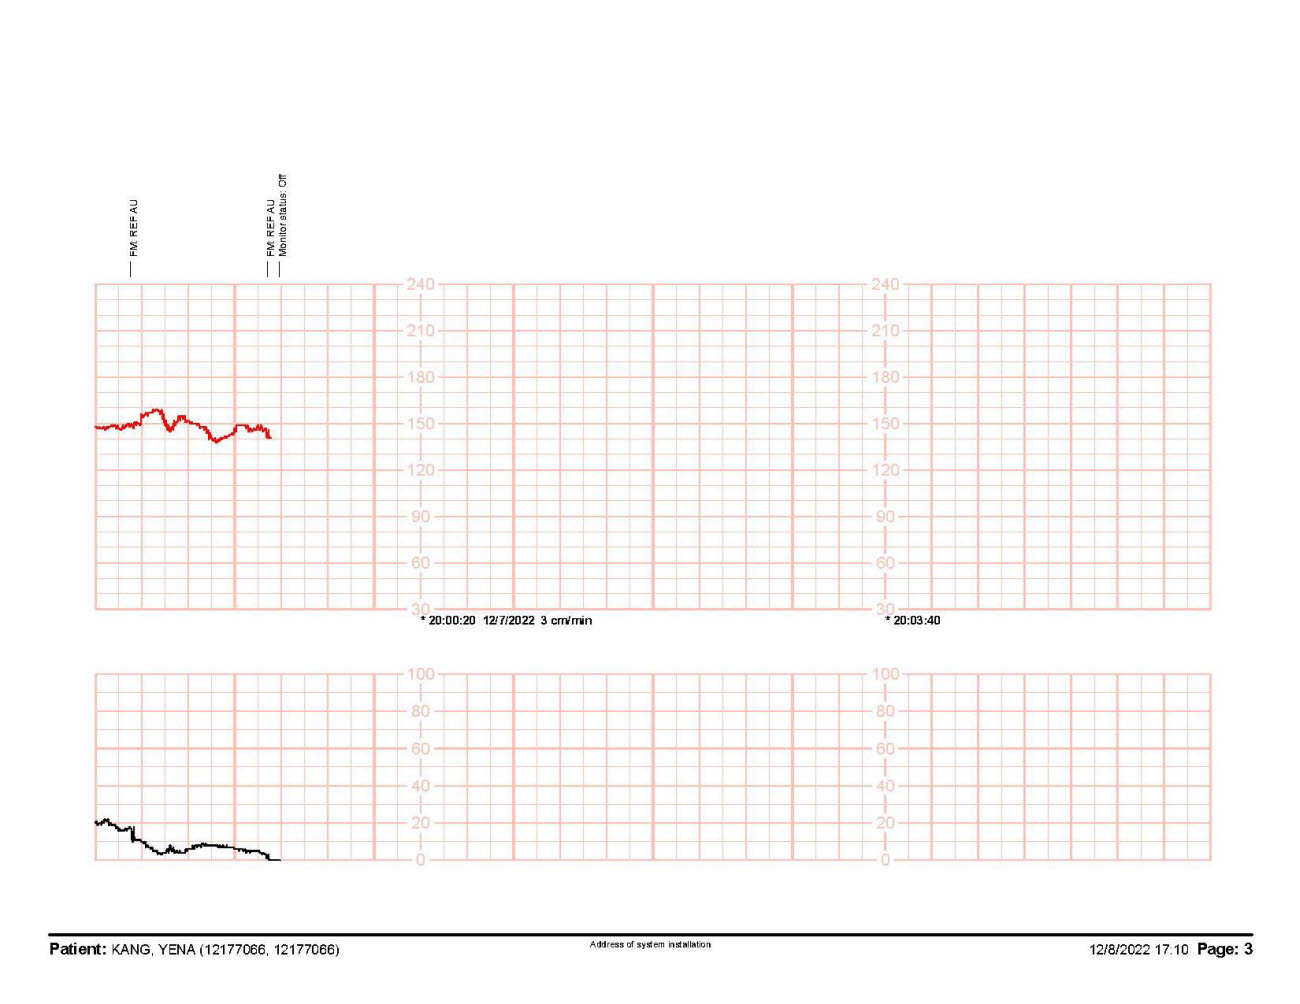 FM: REF AU
FM: REF AU
Monitor status: Off
240 240
210 210
180 180
150 150
120 120
90 90
60 60
30 30
* 20:00:20 12/7/2022 3 cm/min * 20:03:40
100 100
80 80
60 60
40 40
20 20
0 0
Patient: KANG, YENA (12177066, 12177066) Address of system installation 12/8/2022 17:10 Page: 3